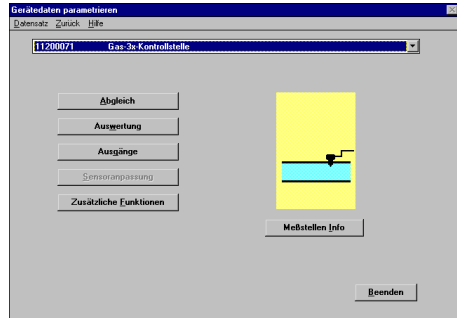 Gerätedaten parametrieren
Datensatz Zurück Hilfe
11200071 Gas-3x-Kontrollstelle
Abgleich
Auswertung
Ausgänge
Sensoranpassung
Zusätzliche Funktionen
Meßstellen Info
Beenden